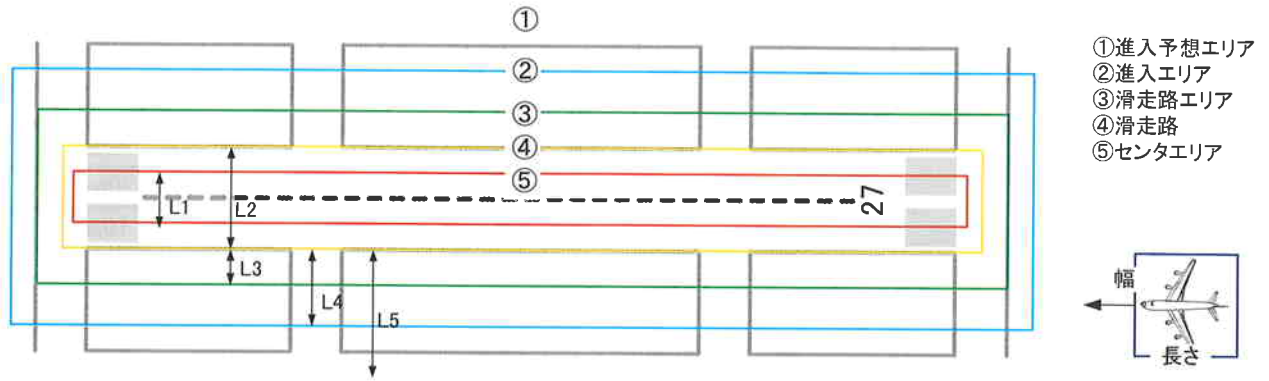 ①
②
③
④
⑤
L1
L2
L3
L4
L5
27
①進入予想エリア
②進入エリア
③滑走路エリア
④滑走路
⑤センタエリア
幅
長さ